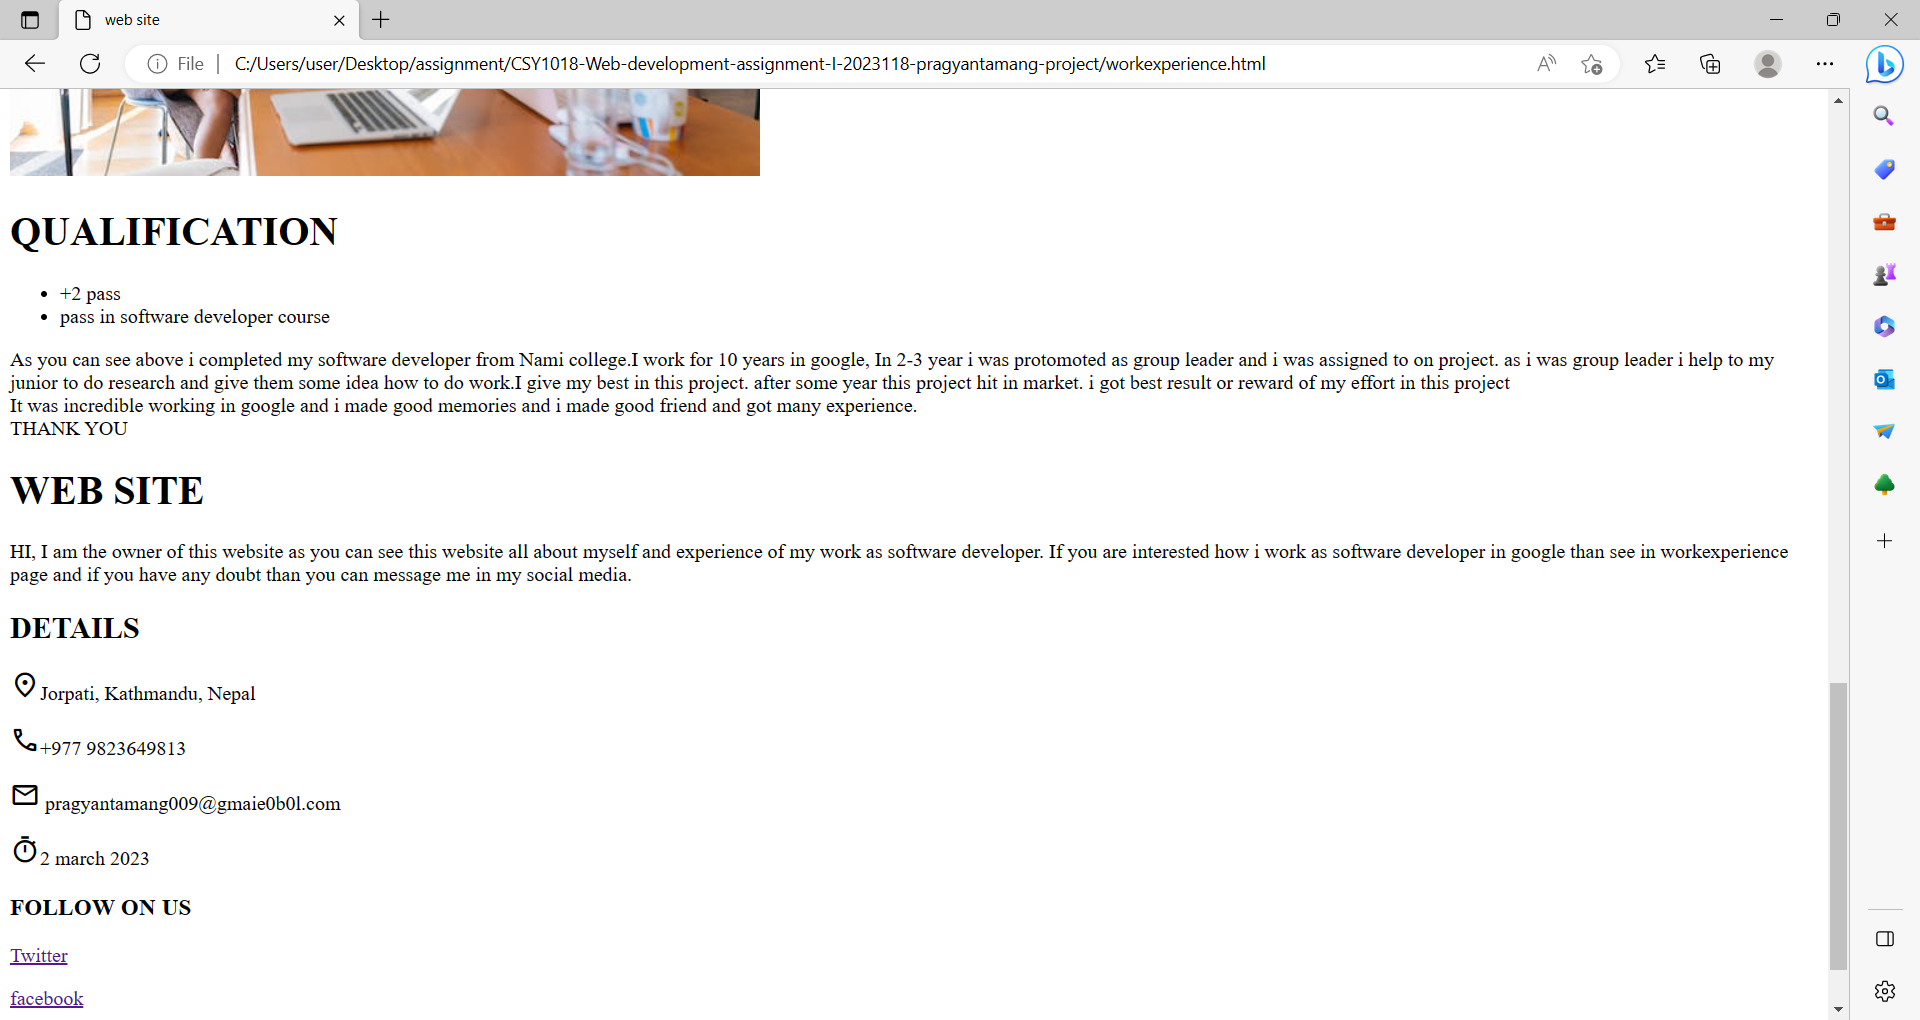 web site
File
C:/Users/user/Desktop/assignment/CSY1018-Web-development-assignment-I-2023118-pragyantamang-project/workexperience.html
QUALIFICATION
+2 pass
pass in software developer course
As you can see above i completed my software developer from Nami college.I work for 10 years in google, In 2-3 year i was protomoted as group leader and i was assigned to on project. as i was group leader i help to my
junior to do research and give them some idea how to do work.I give my best in this project. after some year this project hit in market. i got best result or reward of my effort in this project
It was incredible working in google and i made good memories and i made good friend and got many experience.
THANK YOU
WEB SITE
HI, I am the owner of this website as you can see this website all about myself and experience of my work as software developer. If you are interested how i work as software developer in google than see in workexperience
page and if you have any doubt than you can message me in my social media.
DETAILS
Jorpati, Kathmandu, Nepal
+977 9823649813
pragyantamang009@gmaie0b0l.com
2 march 2023
FOLLOW ON US
Twitter
facebook